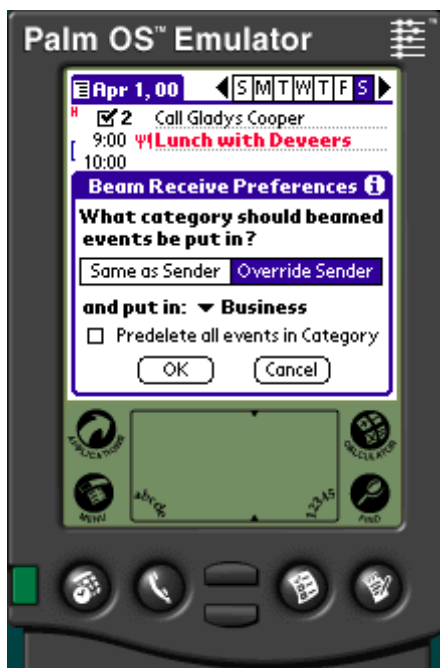 Palm OS™ Emulator
Apr 1, 00 S M T W T F S
2 Call Gladys Cooper
9:00 Lunch with Deveers
10:00
Beam Receive Preferences
What category should beamed
events be put in?
Same as Sender Override Sender
and put in: Business
Predelete all events in Category
OK Cancel
APPLICATIONS CALCULATOR
MENU abcde 12345 FIND